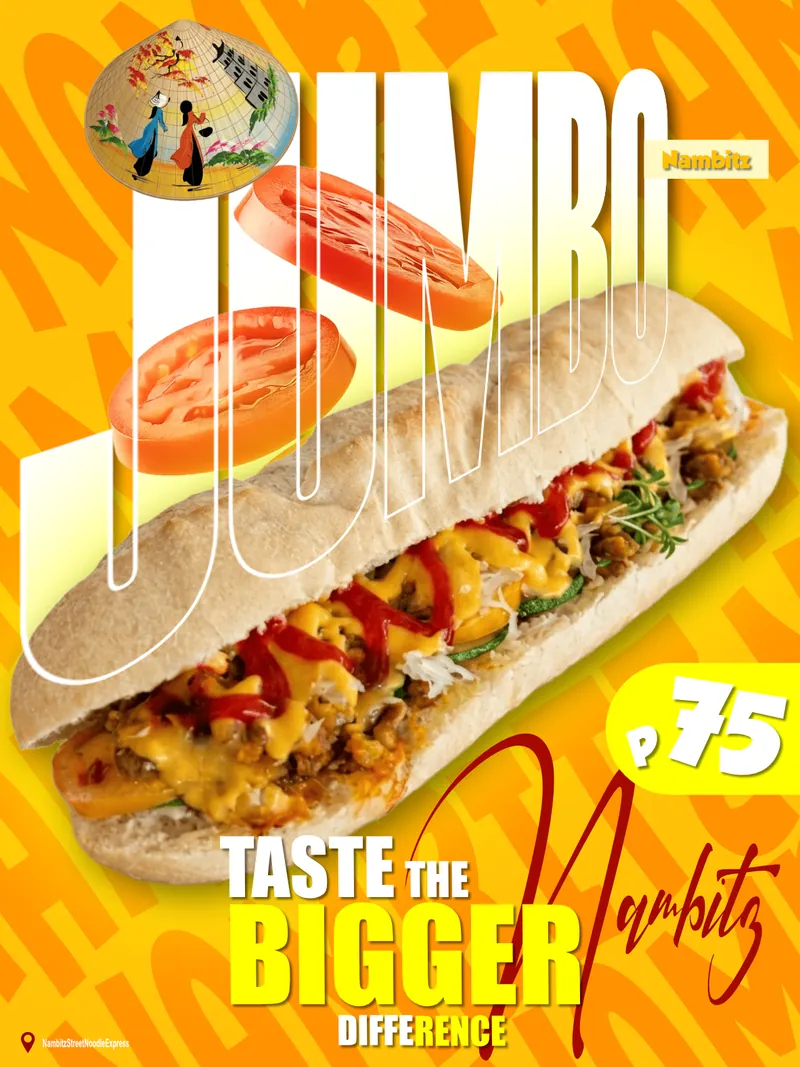 JUMBO
Nambitz
P 75
TASTE THE
BIGGER
DIFFERENCE
Nambitz
NambitzStreetNoodleExpress